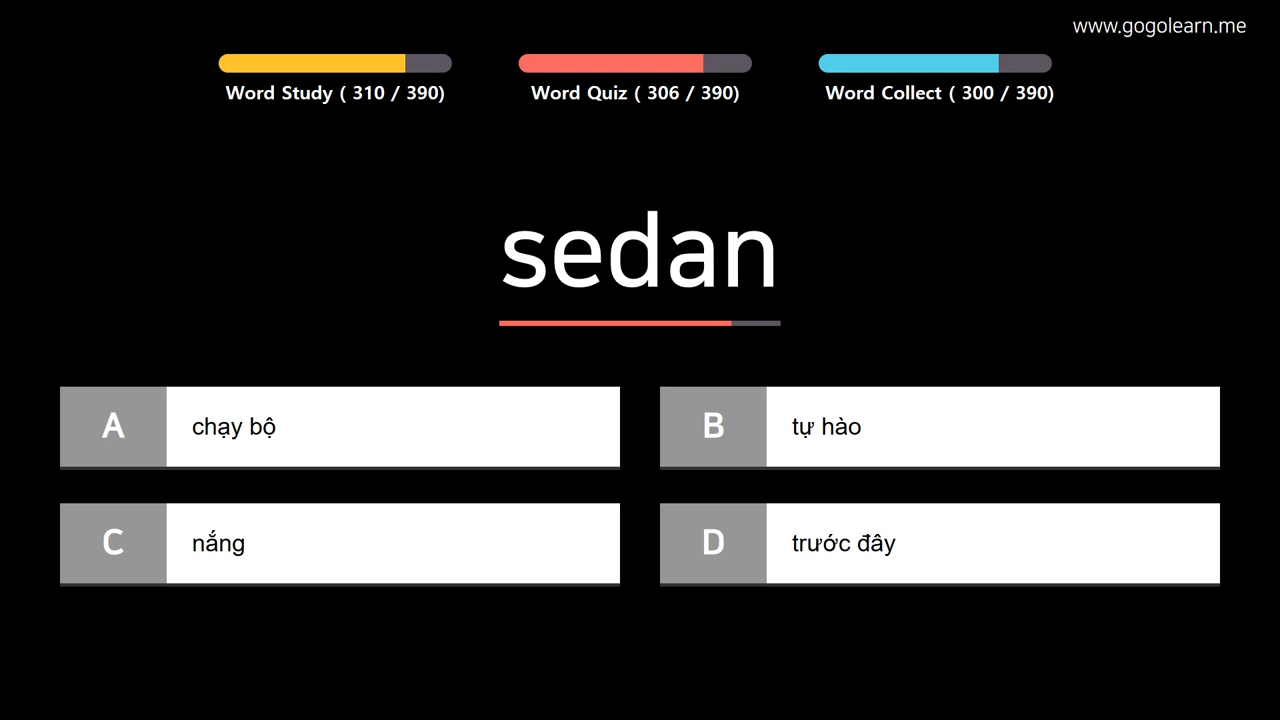 www.gogolearn.me
Word Study ( 310 / 390)
Word Quiz ( 306 / 390)
Word Collect ( 300 / 390)
sedan
A chạy bộ
B tự hào
C nắng
D trước đây